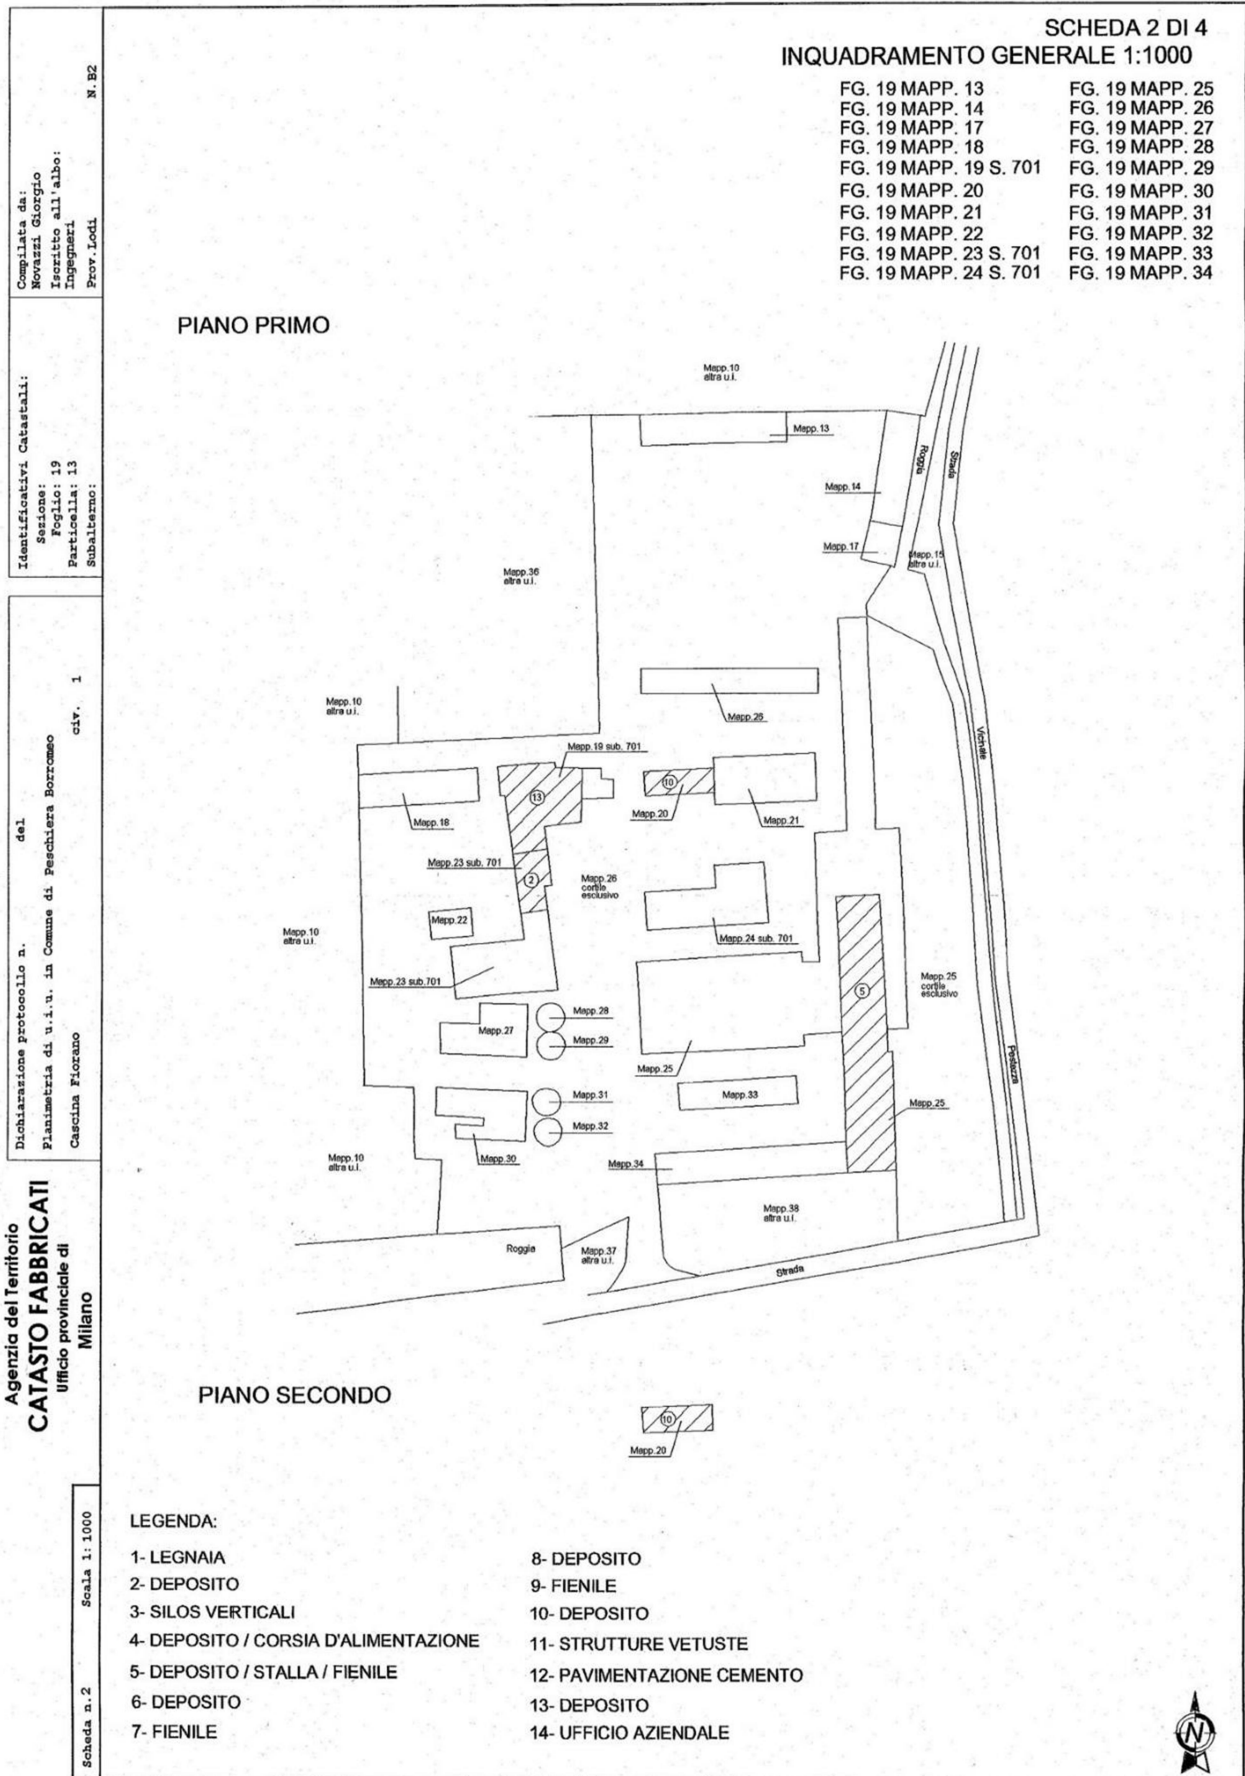 SCHEDA 2 DI 4
INQUADRAMENTO GENERALE 1:1000
FG. 19 MAPP. 13
FG. 19 MAPP. 14
FG. 19 MAPP. 17
FG. 19 MAPP. 18
FG. 19 MAPP. 19 S. 701
FG. 19 MAPP. 20
FG. 19 MAPP. 21
FG. 19 MAPP. 22
FG. 19 MAPP. 23 S. 701
FG. 19 MAPP. 24 S. 701
FG. 19 MAPP. 25
FG. 19 MAPP. 26
FG. 19 MAPP. 27
FG. 19 MAPP. 28
FG. 19 MAPP. 29
FG. 19 MAPP. 30
FG. 19 MAPP. 31
FG. 19 MAPP. 32
FG. 19 MAPP. 33
FG. 19 MAPP. 34
Compilata da:
Novazzi Giorgio
Iscritto all'albo:
Ingegneri
Prov. Lodi N. B2
Identificativi Catastali:
Sezione:
Foglio: 19
Particella: 13
Subalterno:
Dichiarazione protocollo n. del
Planimetria di u.i.u. in Comune di Peschiera Borromeo
Cascina Fiorano civ. 1
Agenzia del Territorio
CATASTO FABBRICATI
Ufficio provinciale di
Milano
Scheda n. 2 Scala 1: 1000
PIANO PRIMO
Mapp.10
altra u.i.
Mapp.13
Mapp.14
Roggia
Strada
Mapp.17
Mapp.15
altra u.i.
Mapp.36
altra u.i.
Mapp.10
altra u.i.
Mapp.26
Vicinale
Mapp.19 sub. 701
13
10
Mapp.18
Mapp.20
Mapp.21
Mapp.23 sub. 701
2
Mapp.26
cortile
esclusivo
Mapp.22
Mapp.10
altra u.i.
Mapp.24 sub. 701
Mapp.23 sub.701
5
Mapp.25
cortile
esclusivo
Mapp.28
Mapp.27
Mapp.29
Mapp.25
Pestazza
Mapp.31
Mapp.33
Mapp.25
Mapp.32
Mapp.30
Mapp.10
altra u.i.
Mapp.34
Mapp.38
altra u.i.
Roggia
Mapp.37
altra u.i.
Strada
PIANO SECONDO
10
Mapp.20
LEGENDA:
1- LEGNAIA
2- DEPOSITO
3- SILOS VERTICALI
4- DEPOSITO / CORSIA D'ALIMENTAZIONE
5- DEPOSITO / STALLA / FIENILE
6- DEPOSITO
7- FIENILE
8- DEPOSITO
9- FIENILE
10- DEPOSITO
11- STRUTTURE VETUSTE
12- PAVIMENTAZIONE CEMENTO
13- DEPOSITO
14- UFFICIO AZIENDALE
N